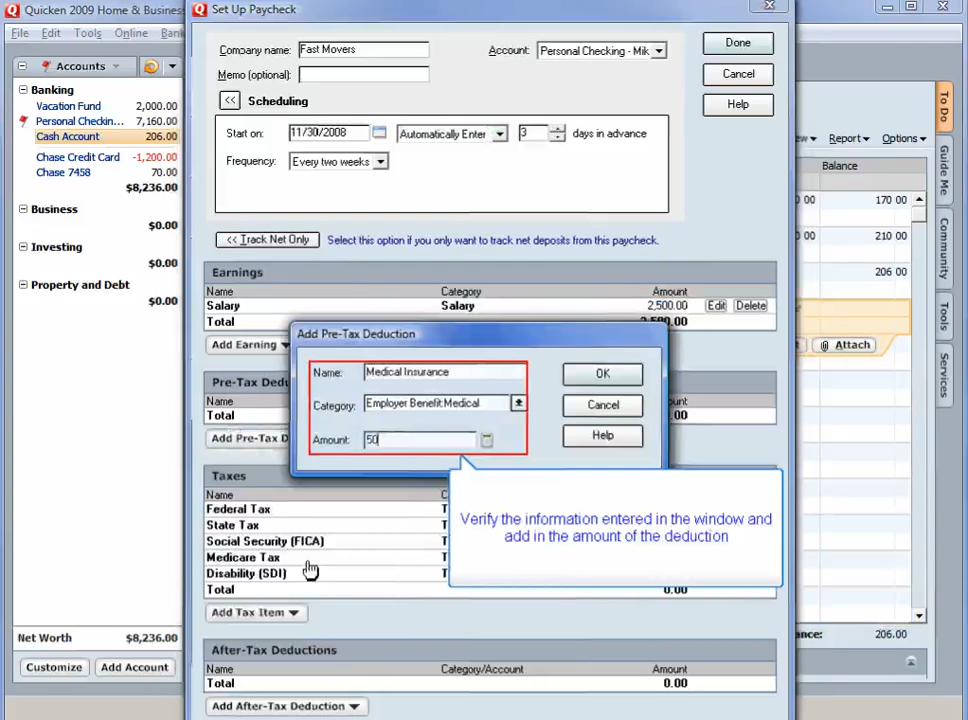 Quicken 2009 Home & Busines
File Edit Tools Online Bank
Accounts
Banking
Vacation Fund 2,000.00
Personal Checkin... 7,160.00
Cash Account 206.00
Chase Credit Card -1,200.00
Chase 7458 70.00
$8,236.00
Business
$0.00
Investing
$0.00
Property and Debt
$0.00
Net Worth $8,236.00
Customize Add Account
Set Up Paycheck
Company name: Fast Movers Account: Personal Checking - Mik
Memo (optional):
Done
Cancel
Help
<< Scheduling
Start on: 11/30/2008 Automatically Enter 3 days in advance
Frequency: Every two weeks
<< Track Net Only Select this option if you only want to track net deposits from this paycheck.
Earnings
Name Category Amount
Salary Salary 2,500.00 Edit Delete
Total 2,500.00
Add Earning
Pre-Tax Dedu
Name
Total
Add Pre-Tax D
Add Pre-Tax Deduction
Name: Medical Insurance
Category: Employer Benefit:Medical
Amount: 50
OK
Cancel
Help
Verify the information entered in the window and
add in the amount of the deduction
Taxes
Name
Federal Tax T
State Tax T
Social Security (FICA) T
Medicare Tax T
Disability (SDI) T
Total 0.00
Add Tax Item
After-Tax Deductions
Name Category/Account Amount
Total 0.00
Add After-Tax Deduction
Report Options
Balance
00 170 00
00 210 00
206 00
Attach
206.00
To Do
Guide Me
Community
Tools
Services